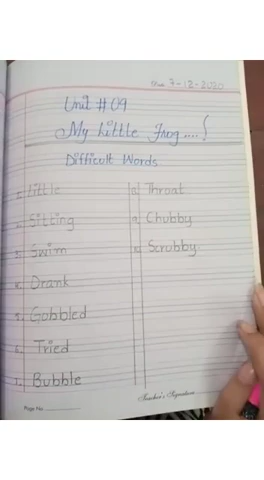 Date 7-12-2020
Unit # 09
My Little Frog....!
Difficult Words
1. Little
2. Sitting
3. Swim
4. Drank
5. Gobbled
6. Tried
7. Bubble
8. Throat
9. Chubby
10. Scrubby
Page No.
Teacher's Signature